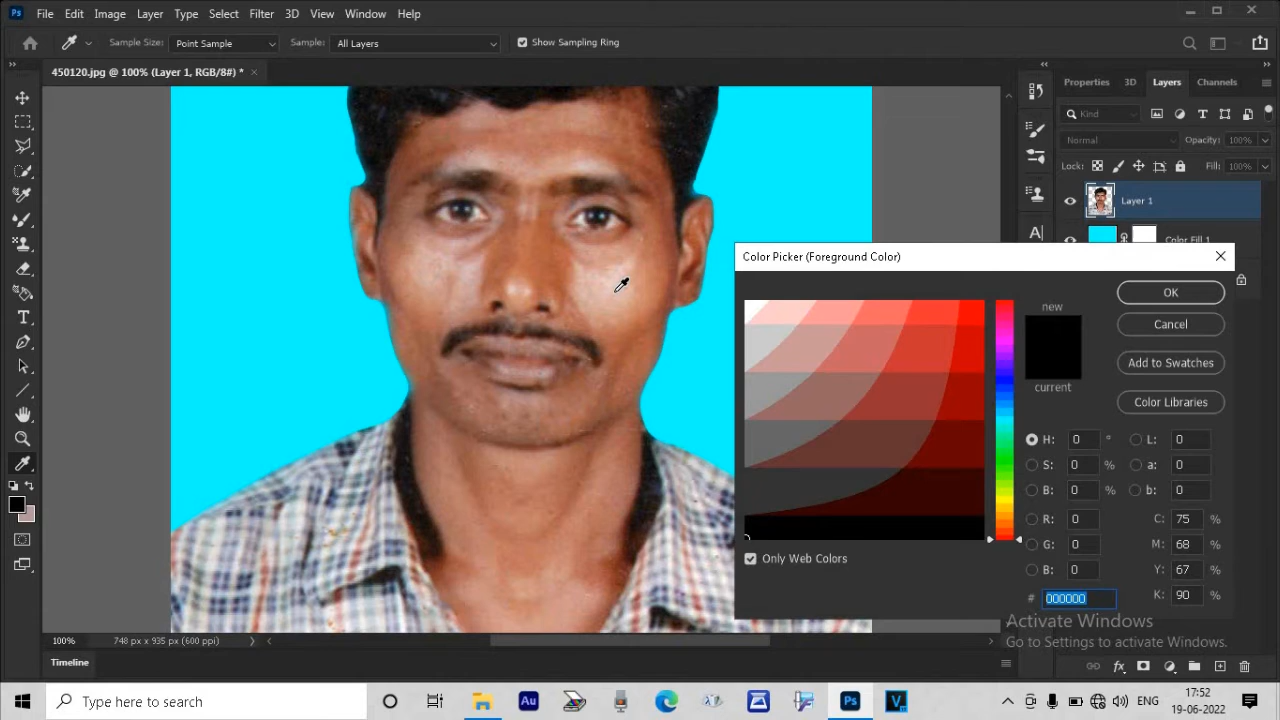 Ps File Edit Image Layer Type Select Filter 3D View Window Help
Sample Size: Point Sample Sample: All Layers Show Sampling Ring
450120.jpg @ 100% (Layer 1, RGB/8#) *
Properties 3D Layers Channels
Kind
Normal Opacity: 100%
Lock: Fill: 100%
Layer 1
Color Fill 1
Color Picker (Foreground Color)
new
current
OK
Cancel
Add to Swatches
Color Libraries
H: 0 ° L: 0
S: 0 % a: 0
B: 0 % b: 0
R: 0 C: 75 %
G: 0 M: 68 %
B: 0 Y: 67 %
# 000000 K: 90 %
Only Web Colors
Activate Windows
Go to Settings to activate Windows.
100% 748 px x 935 px (600 ppi)
Timeline
Type here to search
Au
Ps
V
ENG
17:52
19-06-2022